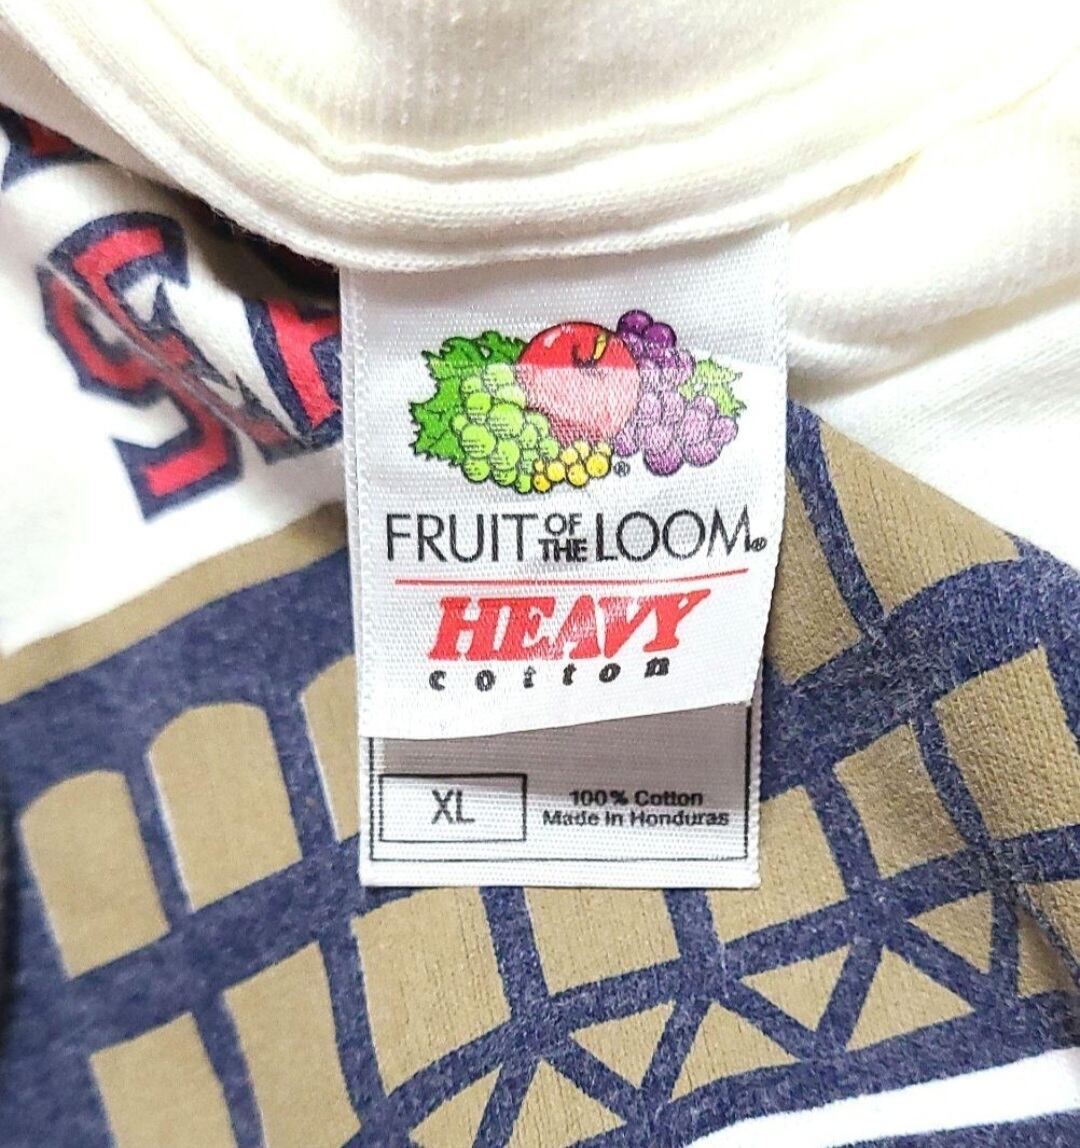 FRUIT OF THE LOOM®
HEAVY
cotton
XL
100% Cotton
Made In Honduras